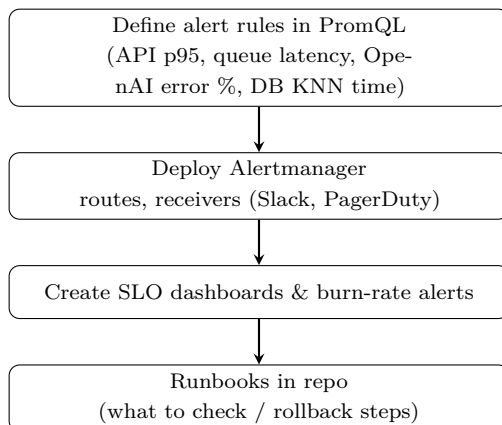 Define alert rules in PromQL
(API p95, queue latency, Ope-
nAI error %, DB KNN time)
Deploy Alertmanager
routes, receivers (Slack, PagerDuty)
Create SLO dashboards & burn-rate alerts
Runbooks in repo
(what to check / rollback steps)